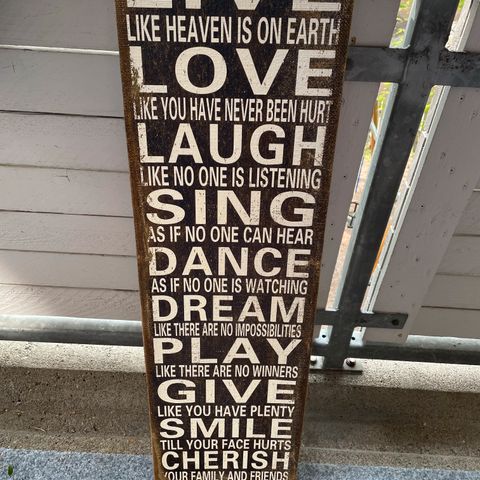 LIVE
LIKE HEAVEN IS ON EARTH
LOVE
LIKE YOU HAVE NEVER BEEN HURT
LAUGH
LIKE NO ONE IS LISTENING
SING
AS IF NO ONE CAN HEAR
DANCE
AS IF NO ONE IS WATCHING
DREAM
LIKE THERE ARE NO IMPOSSIBILITIES
PLAY
LIKE THERE ARE NO WINNERS
GIVE
LIKE YOU HAVE PLENTY
SMILE
TILL YOUR FACE HURTS
CHERISH
YOUR FAMILY AND FRIENDS